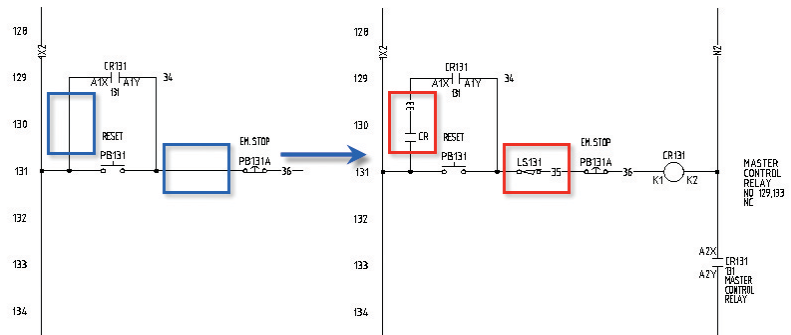 128
1X2
129
CR131
34
A1X A1Y
131
130
RESET
EM.STOP
PB131
PB131A
131
36
132
133
134
128
1X2
N2
129
CR131
34
A1X A1Y
131
33
130
CR
RESET
EM.STOP
PB131
LS131
PB131A
CR131
131
35
36
K1 K2
MASTER
CONTROL
RELAY
NO 129,133
NC
132
133
A2X
CR131
131
A2Y
MASTER
CONTROL
RELAY
134